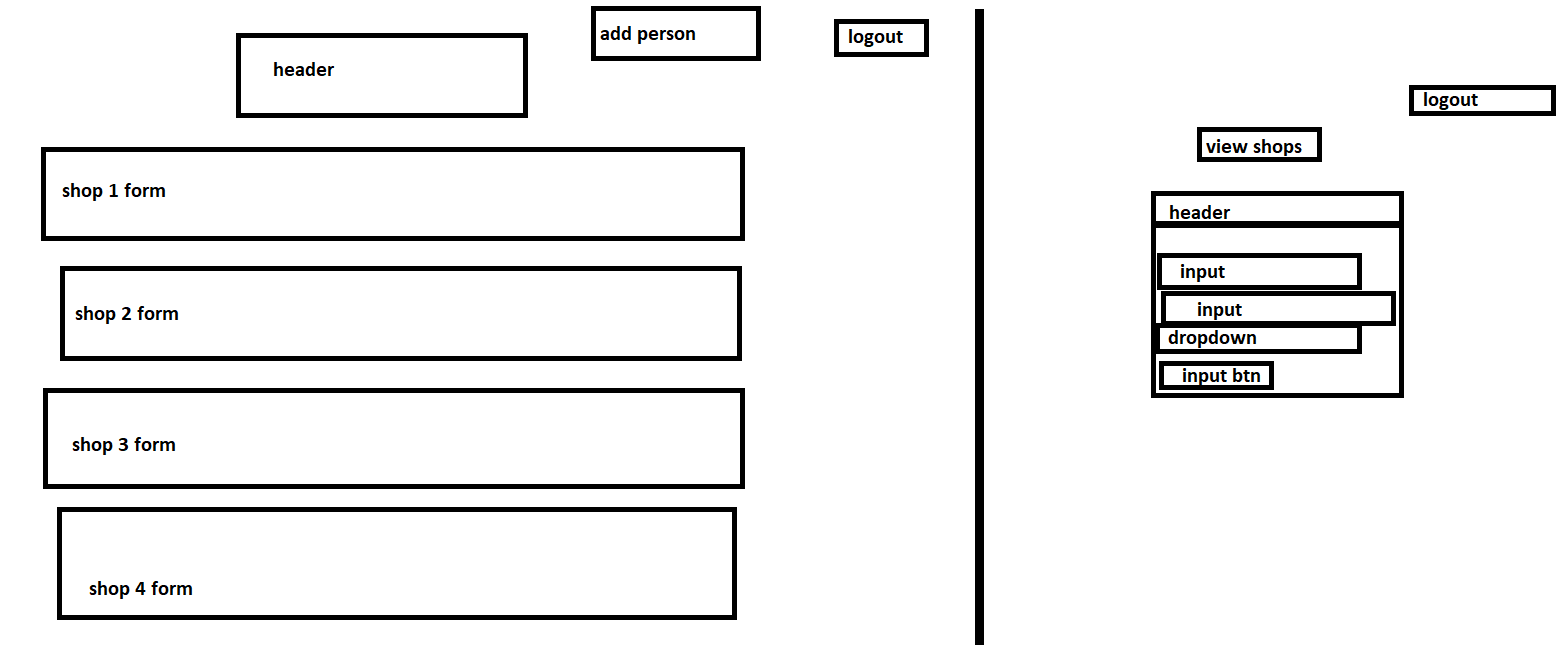 add person
logout
header
shop 1 form
shop 2 form
shop 3 form
shop 4 form
logout
view shops
header
input
input
dropdown
input btn